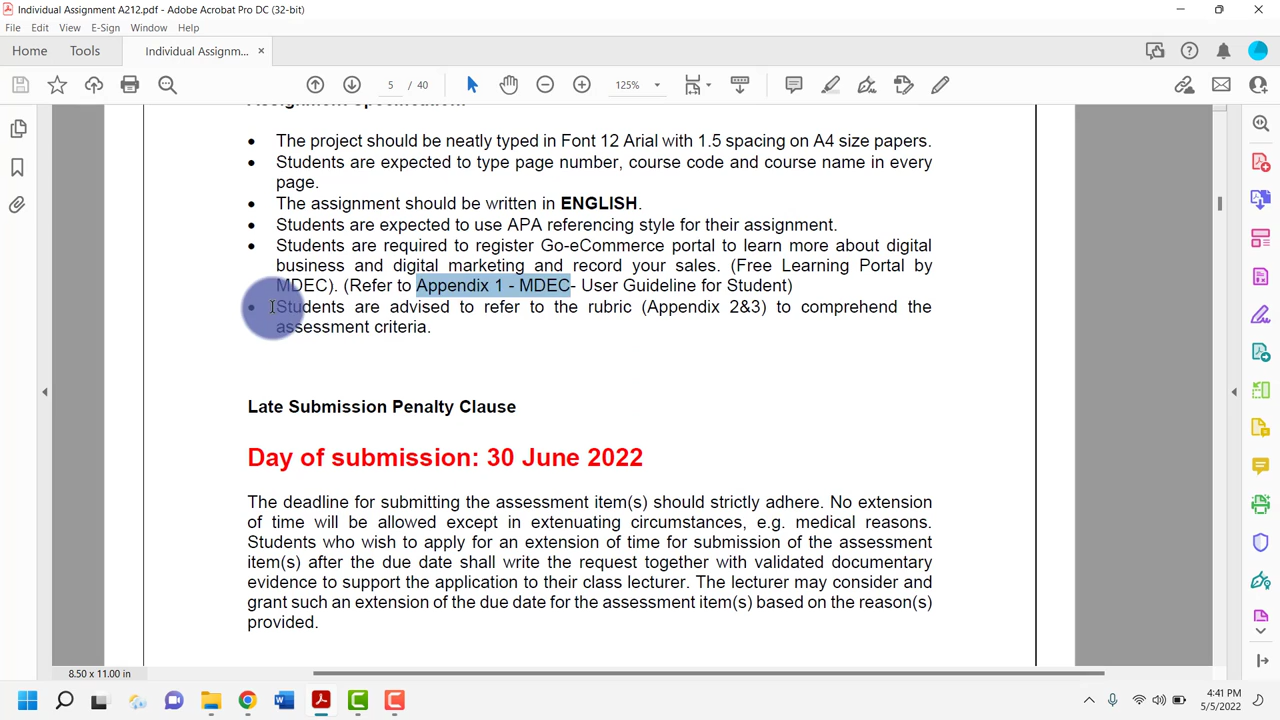 Individual Assignment A212.pdf - Adobe Acrobat Pro DC (32-bit)
File Edit View E-Sign Window Help
Home Tools Individual Assignm... ×
5 / 40 125%
Assignment Specification:
• The project should be neatly typed in Font 12 Arial with 1.5 spacing on A4 size papers.
• Students are expected to type page number, course code and course name in every
page.
• The assignment should be written in ENGLISH.
• Students are expected to use APA referencing style for their assignment.
• Students are required to register Go-eCommerce portal to learn more about digital
business and digital marketing and record your sales. (Free Learning Portal by
MDEC). (Refer to Appendix 1 - MDEC- User Guideline for Student)
• Students are advised to refer to the rubric (Appendix 2&3) to comprehend the
assessment criteria.
Late Submission Penalty Clause
Day of submission: 30 June 2022
The deadline for submitting the assessment item(s) should strictly adhere. No extension
of time will be allowed except in extenuating circumstances, e.g. medical reasons.
Students who wish to apply for an extension of time for submission of the assessment
item(s) after the due date shall write the request together with validated documentary
evidence to support the application to their class lecturer. The lecturer may consider and
grant such an extension of the due date for the assessment item(s) based on the reason(s)
provided.
8.50 x 11.00 in
4:41 PM
5/5/2022